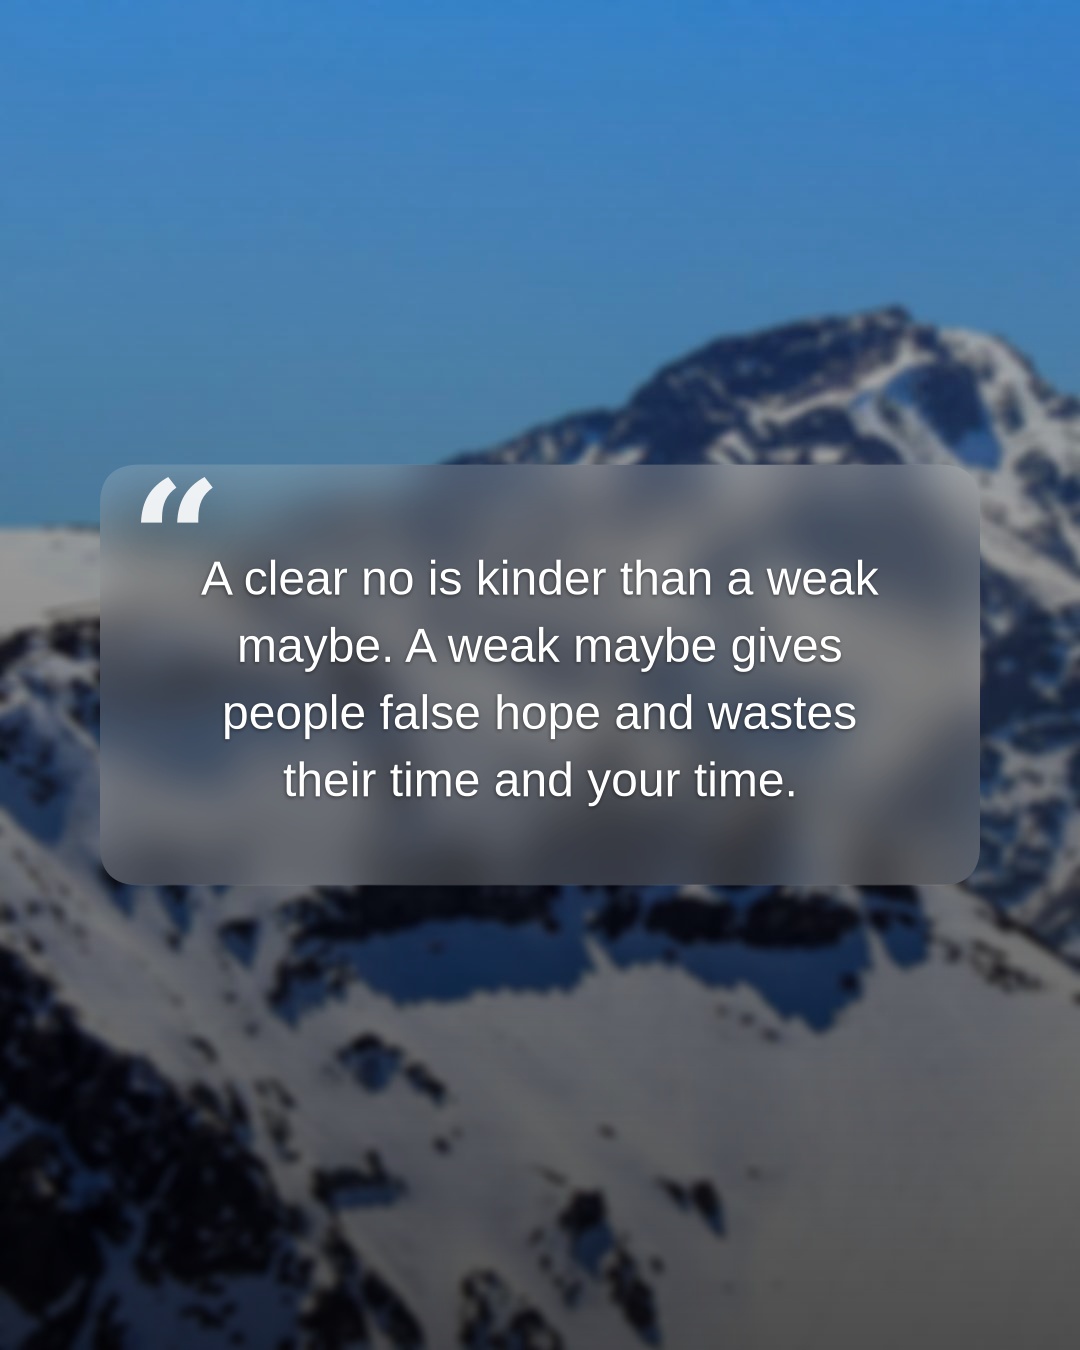 “
A clear no is kinder than a weak
maybe. A weak maybe gives
people false hope and wastes
their time and your time.